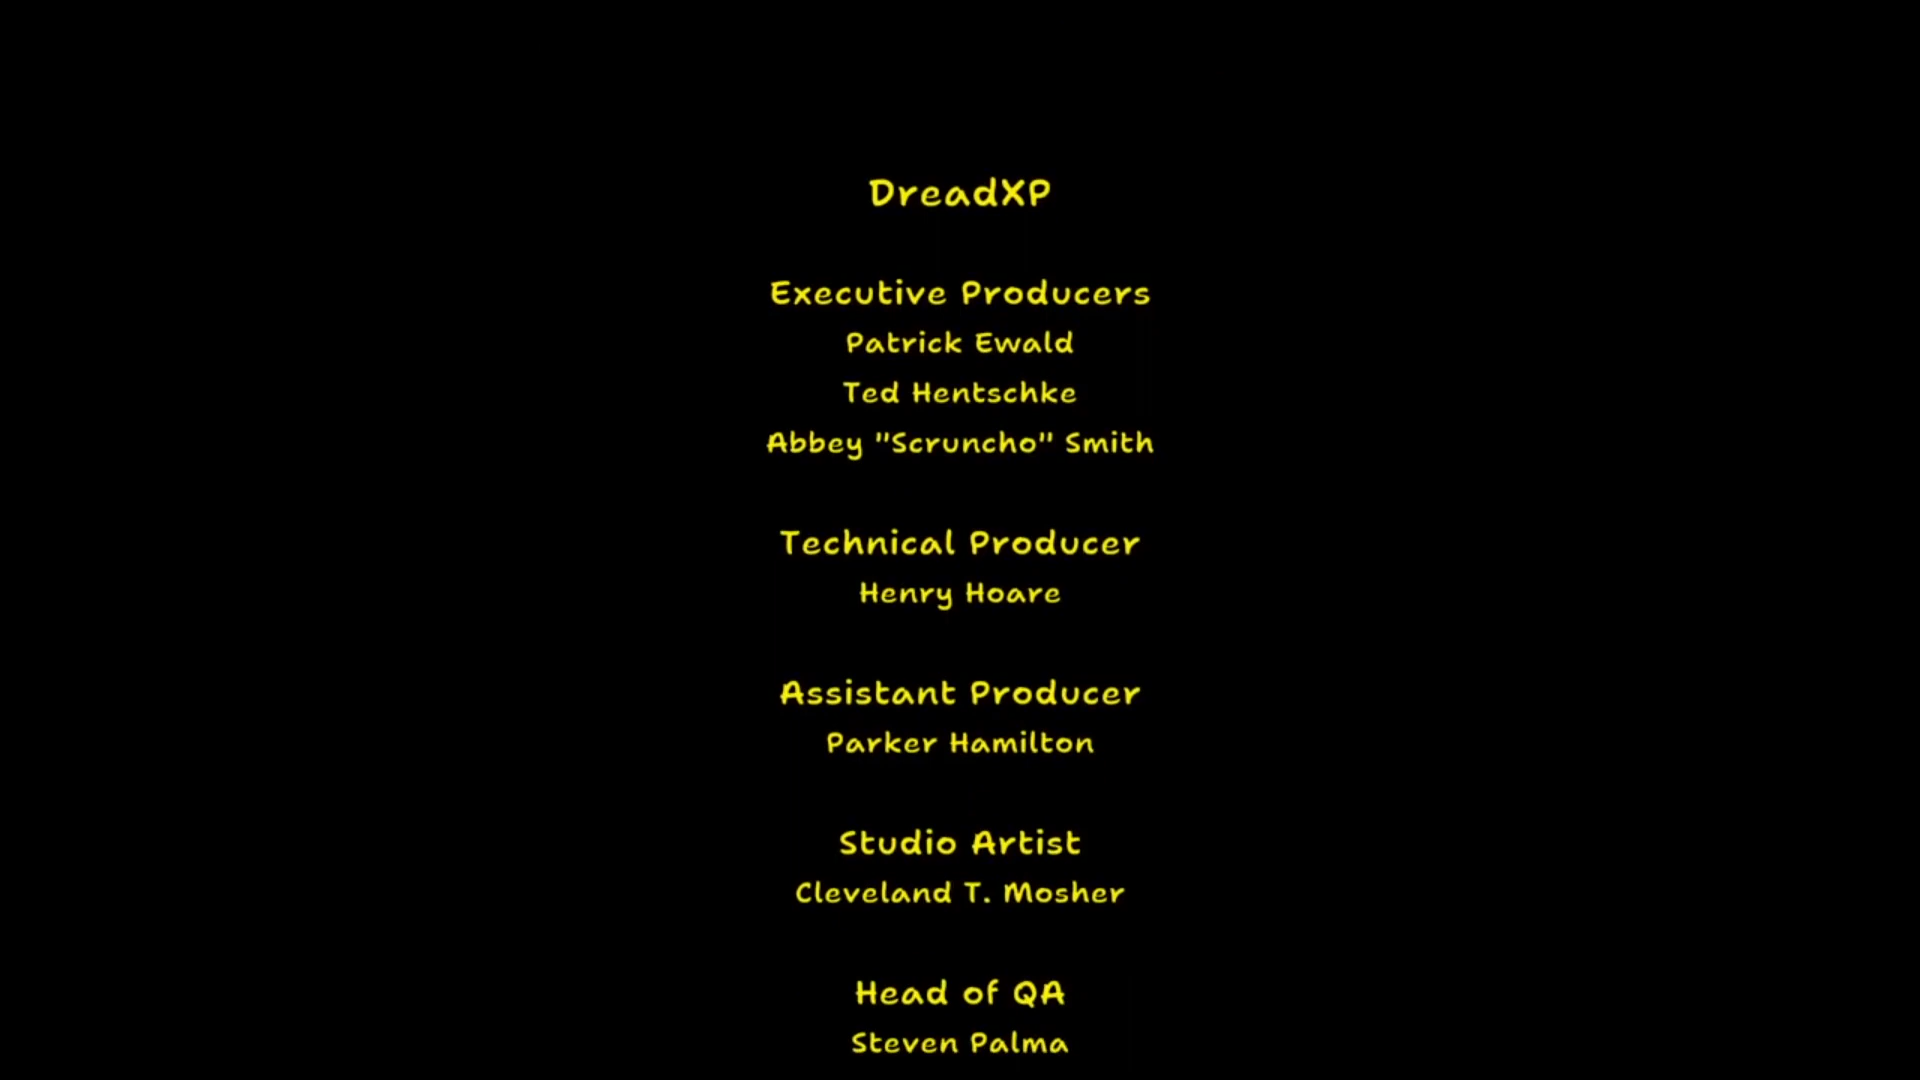 DreadXP
Executive Producers
Patrick Ewald
Ted Hentschke
Abbey "Scruncho" Smith
Technical Producer
Henry Hoare
Assistant Producer
Parker Hamilton
Studio Artist
Cleveland T. Mosher
Head of QA
Steven Palma